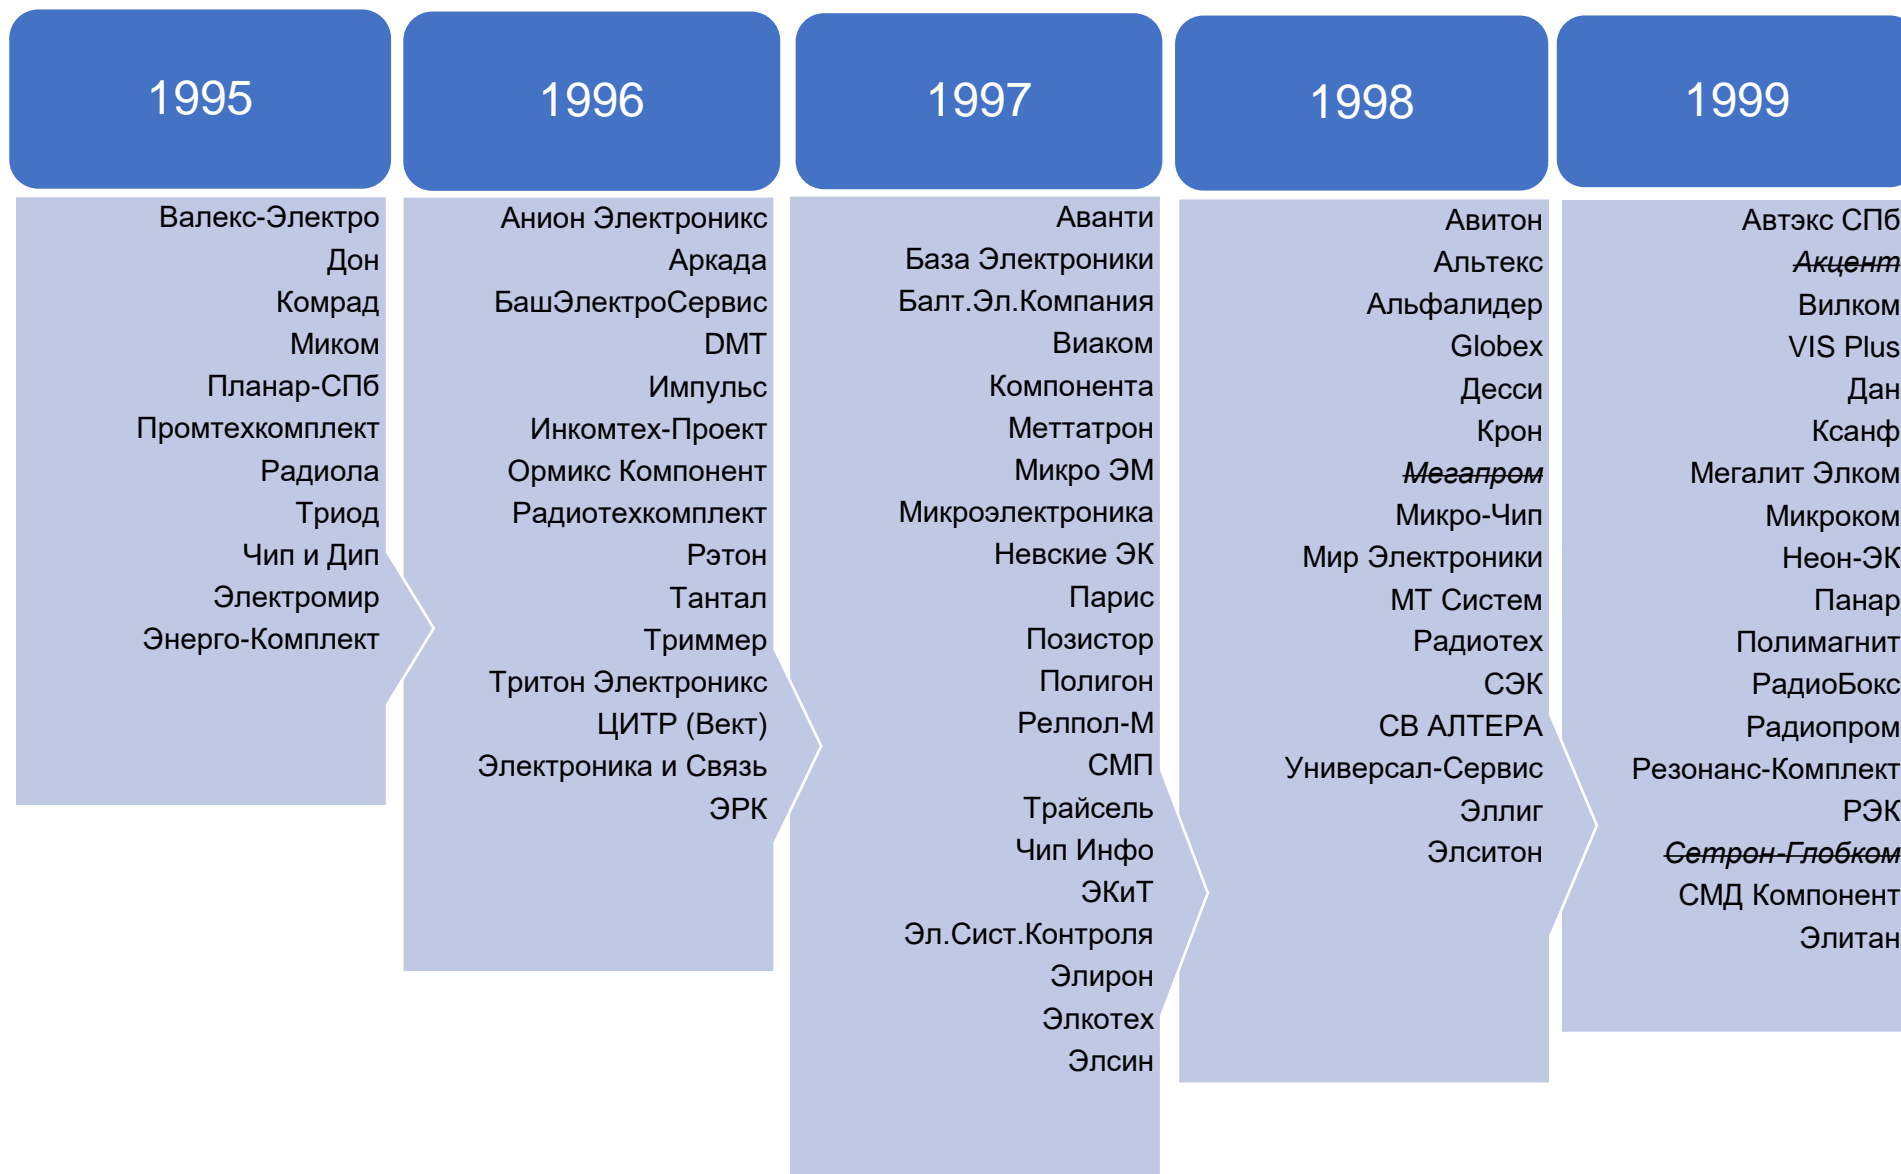 1995
Валекс-Электро
Дон
Комрад
Миком
Планар-СПб
Промтехкомплект
Радиола
Триод
Чип и Дип
Электромир
Энерго-Комплект
1996
Анион Электроникс
Аркада
БашЭлектроСервис
DMT
Импульс
Инкомтех-Проект
Ормикс Компонент
Радиотехкомплект
Рэтон
Тантал
Триммер
Тритон Электроникс
ЦИТР (Вект)
Электроника и Связь
ЭРК
1997
Аванти
База Электроники
Балт.Эл.Компания
Виаком
Компонента
Меттатрон
Микро ЭМ
Микроэлектроника
Невские ЭК
Парис
Позистор
Полигон
Релпол-М
СМП
Трайсель
Чип Инфо
ЭКиТ
Эл.Сист.Контроля
Элирон
Элкотех
Элсин
1998
Авитон
Альтекс
Альфалидер
Globex
Десси
Крон
Мегапром
Микро-Чип
Мир Электроники
МТ Систем
Радиотех
СЭК
СВ АЛТЕРА
Универсал-Сервис
Эллиг
Элситон
1999
Автэкс СПб
Акцент
Вилком
VIS Plus
Дан
Ксанф
Мегалит Элком
Микроком
Неон-ЭК
Панар
Полимагнит
РадиоБокс
Радиопром
Резонанс-Комплект
РЭК
Сетрон-Глобком
СМД Компонент
Элитан